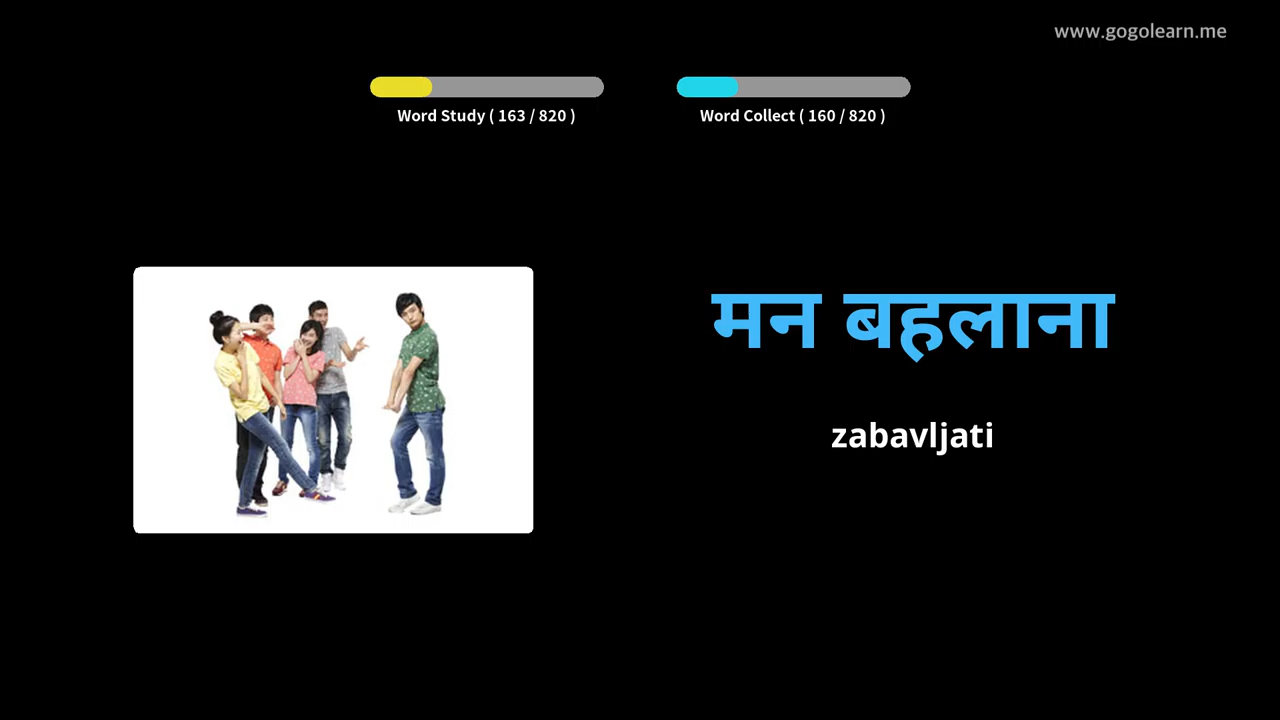 www.gogolearn.me
Word Study ( 163 / 820 )
Word Collect ( 160 / 820 )
मन बहलाना
zabavljati